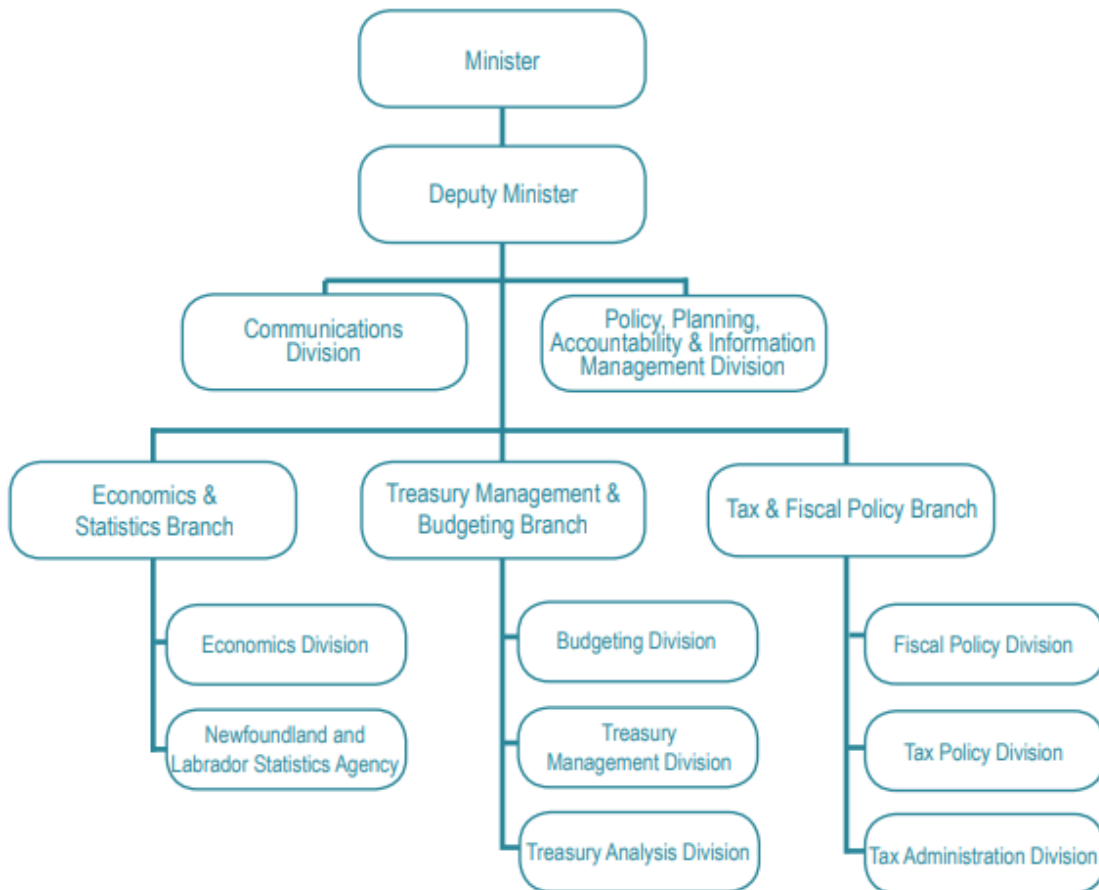 Minister
Deputy Minister
Communications
Division
Policy, Planning,
Accountability & Information
Management Division
Economics &
Statistics Branch
Treasury Management &
Budgeting Branch
Tax & Fiscal Policy Branch
Economics Division
Newfoundland and
Labrador Statistics Agency
Budgeting Division
Treasury
Management Division
Treasury Analysis Division
Fiscal Policy Division
Tax Policy Division
Tax Administration Division